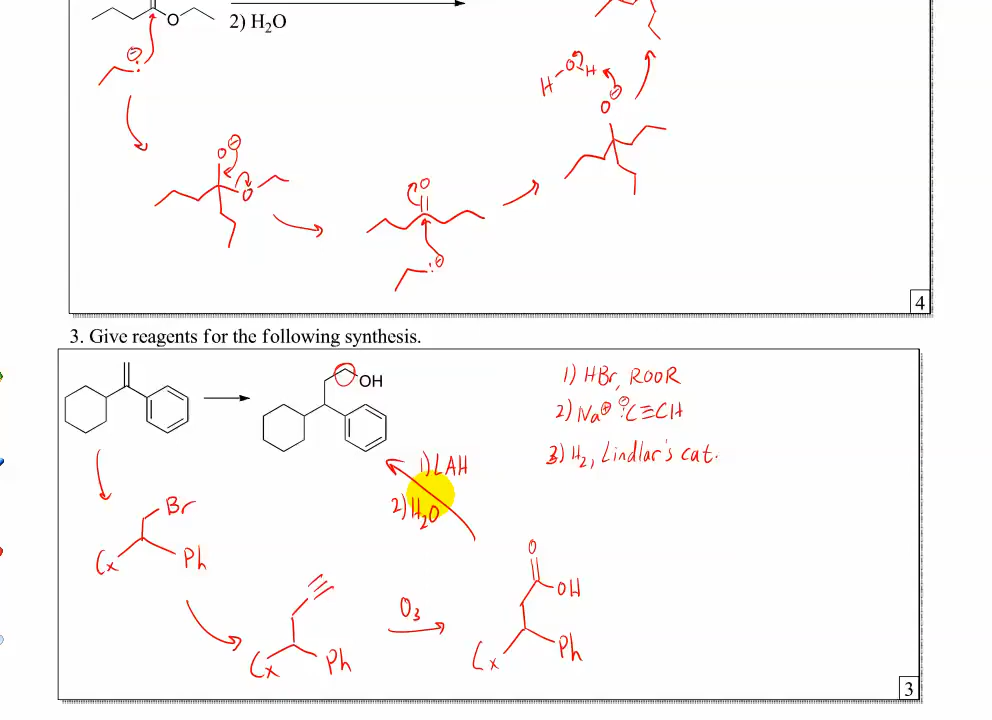 O
2) H₂O
⊖
:
H-O-H
O⊖
O⊖
O
O
:⊖
4
3. Give reagents for the following synthesis.
OH
1) HBr, ROOR
2) Na⊕ ⊖:C≡CH
3) H₂, Lindlar's cat.
1) LAH
2) H₂O
Br
Cx
Ph
O₃
O
OH
Cx
Ph
Cx
Ph
3